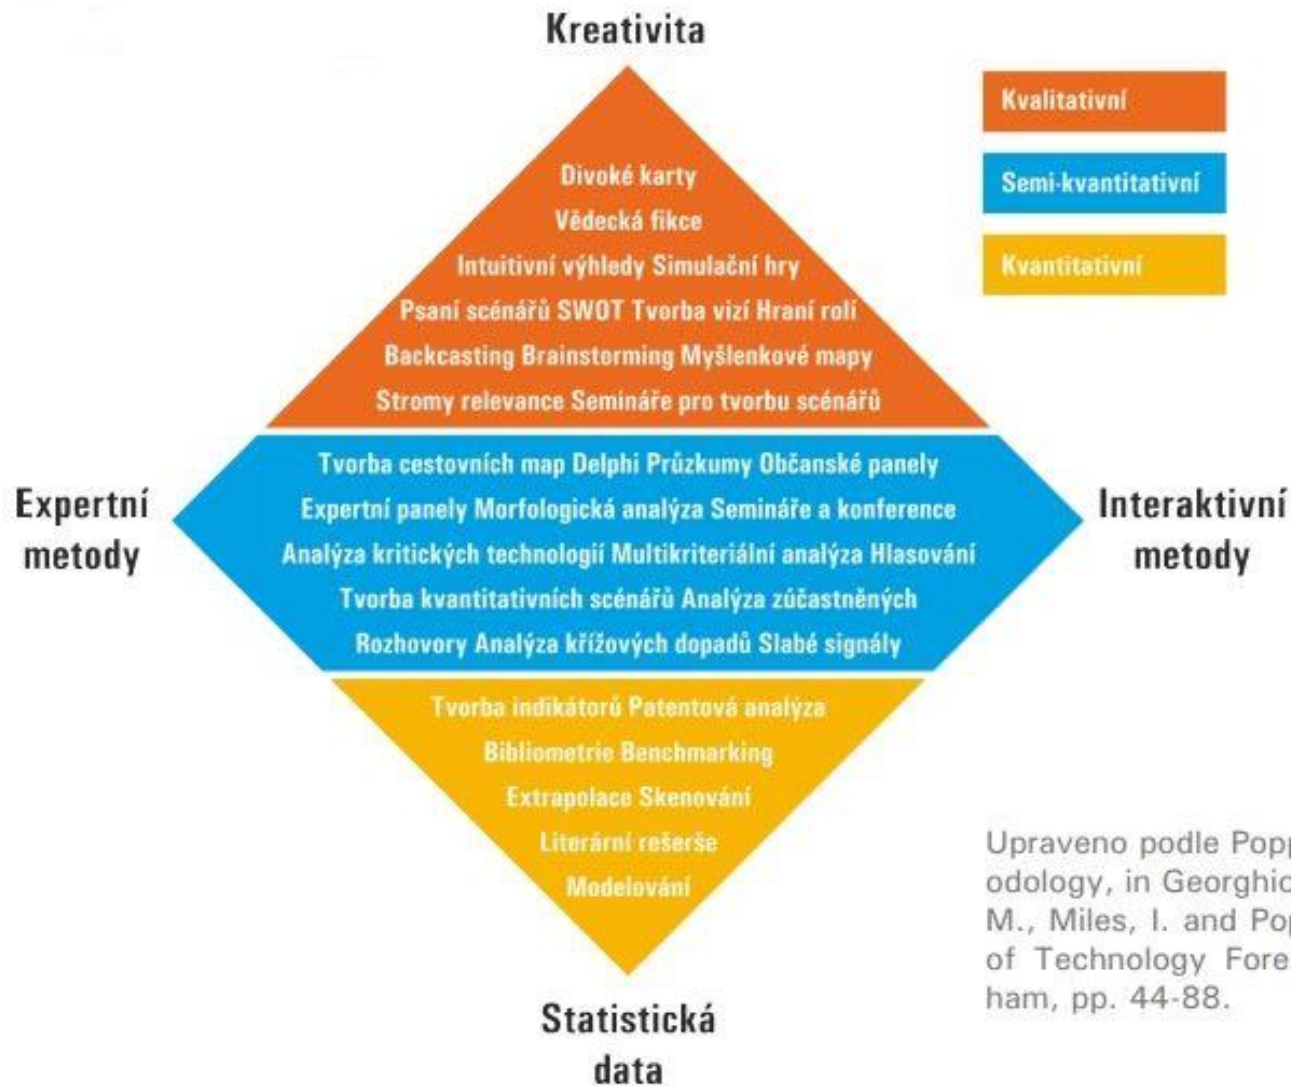 Kreativita
Kvalitativní
Semi-kvantitativní
Kvantitativní
Divoké karty
Vědecká fikce
Intuitivní výhledy Simulační hry
Psaní scénářů SWOT Tvorba vizí Hraní rolí
Backcasting Brainstorming Myšlenkové mapy
Stromy relevance Semináře pro tvorbu scénářů
Expertní
metody
Tvorba cestovních map Delphi Průzkumy Občanské panely
Expertní panely Morfologická analýza Semináře a konference
Analýza kritických technologií Multikriteriální analýza Hlasování
Tvorba kvantitativních scénářů Analýza zúčastněných
Rozhovory Analýza křížových dopadů Slabé signály
Interaktivní
metody
Tvorba indikátorů Patentová analýza
Bibliometrie Benchmarking
Extrapolace Skenování
Literární rešerše
Modelování
Statistická
data
Upraveno podle Popp
odology, in Georghio
M., Miles, I. and Pop
of Technology Fore
ham, pp. 44-88.